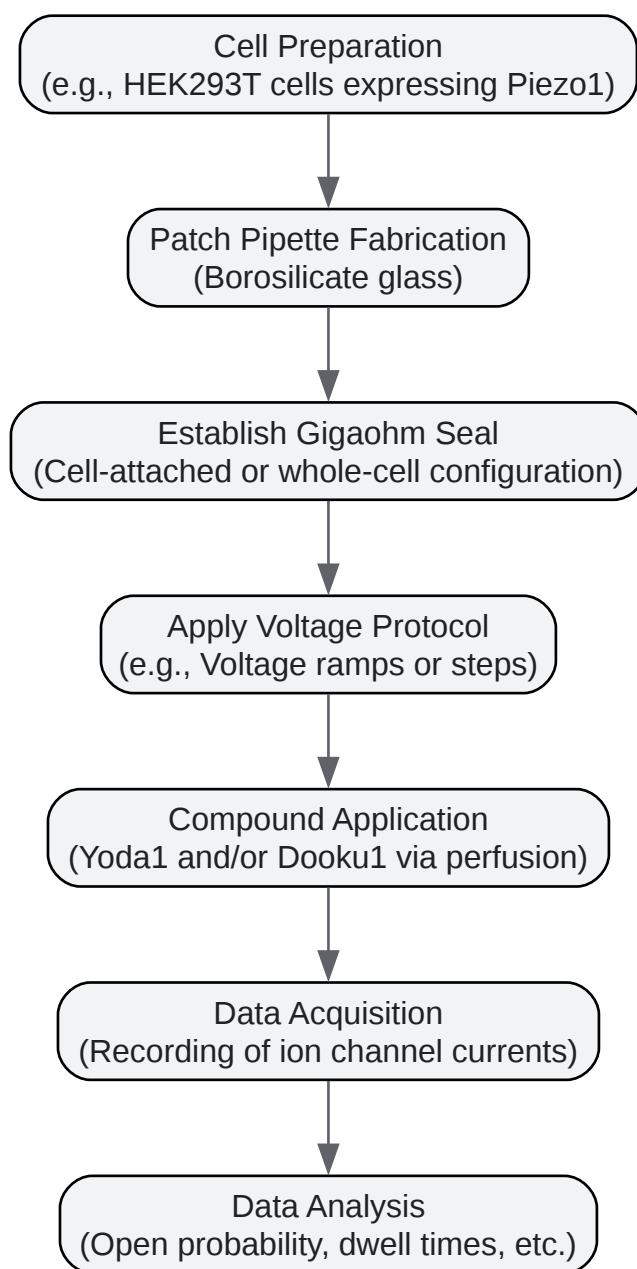 Cell Preparation
(e.g., HEK293T cells expressing Piezo1)
Patch Pipette Fabrication
(Borosilicate glass)
Establish Gigaohm Seal
(Cell-attached or whole-cell configuration)
Apply Voltage Protocol
(e.g., Voltage ramps or steps)
Compound Application
(Yoda1 and/or Dooku1 via perfusion)
Data Acquisition
(Recording of ion channel currents)
Data Analysis
(Open probability, dwell times, etc.)